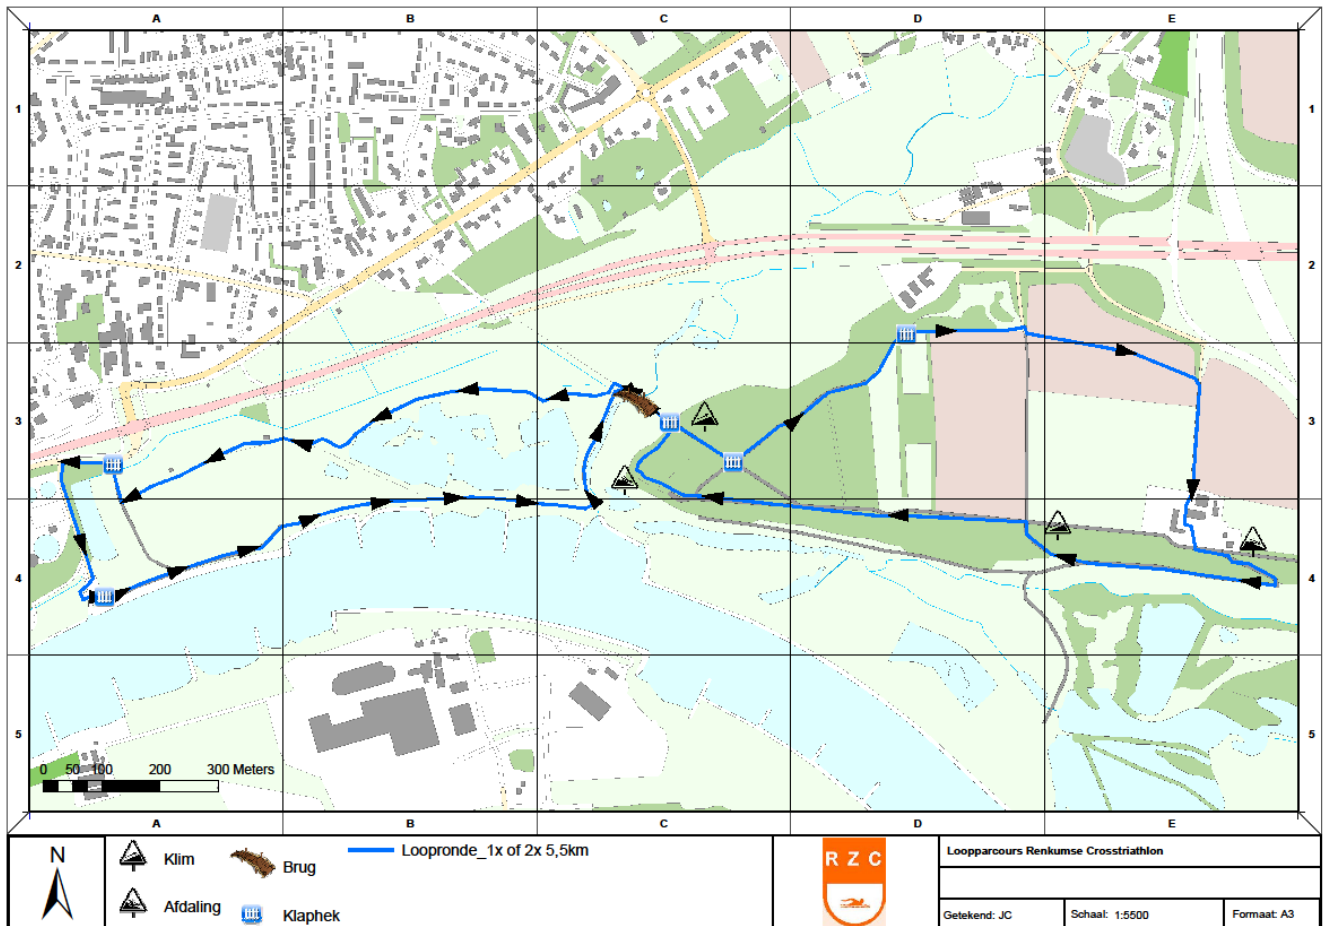 A B C D E
1 1
2 2
3 3
4 4
5 5
0 50 100 200 300 Meters
A B C D E
N
Klim
Brug
Loopronde_1x of 2x 5,5km
Afdaling
Klaphek
R Z C
Loopparcours Renkumse Crosstriathlon
Getekend: JC
Schaal: 1:5500
Formaat: A3